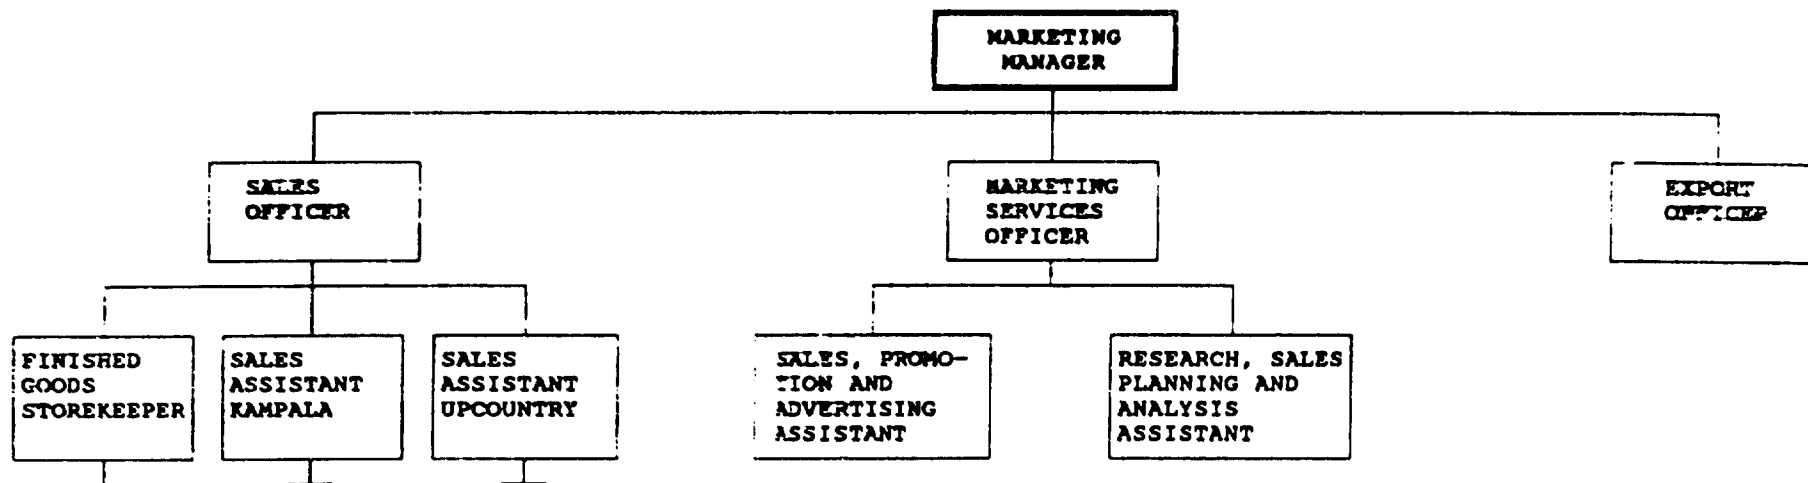 MARKETING
MANAGER
SALES
OFFICER
MARKETING
SERVICES
OFFICER
EXPORT
OFFICER
FINISHED
GOODS
STOREKEEPER
SALES
ASSISTANT
KAMPALA
SALES
ASSISTANT
UPCOUNTRY
SALES, PROMO-
TION AND
ADVERTISING
ASSISTANT
RESEARCH, SALES
PLANNING AND
ANALYSIS
ASSISTANT